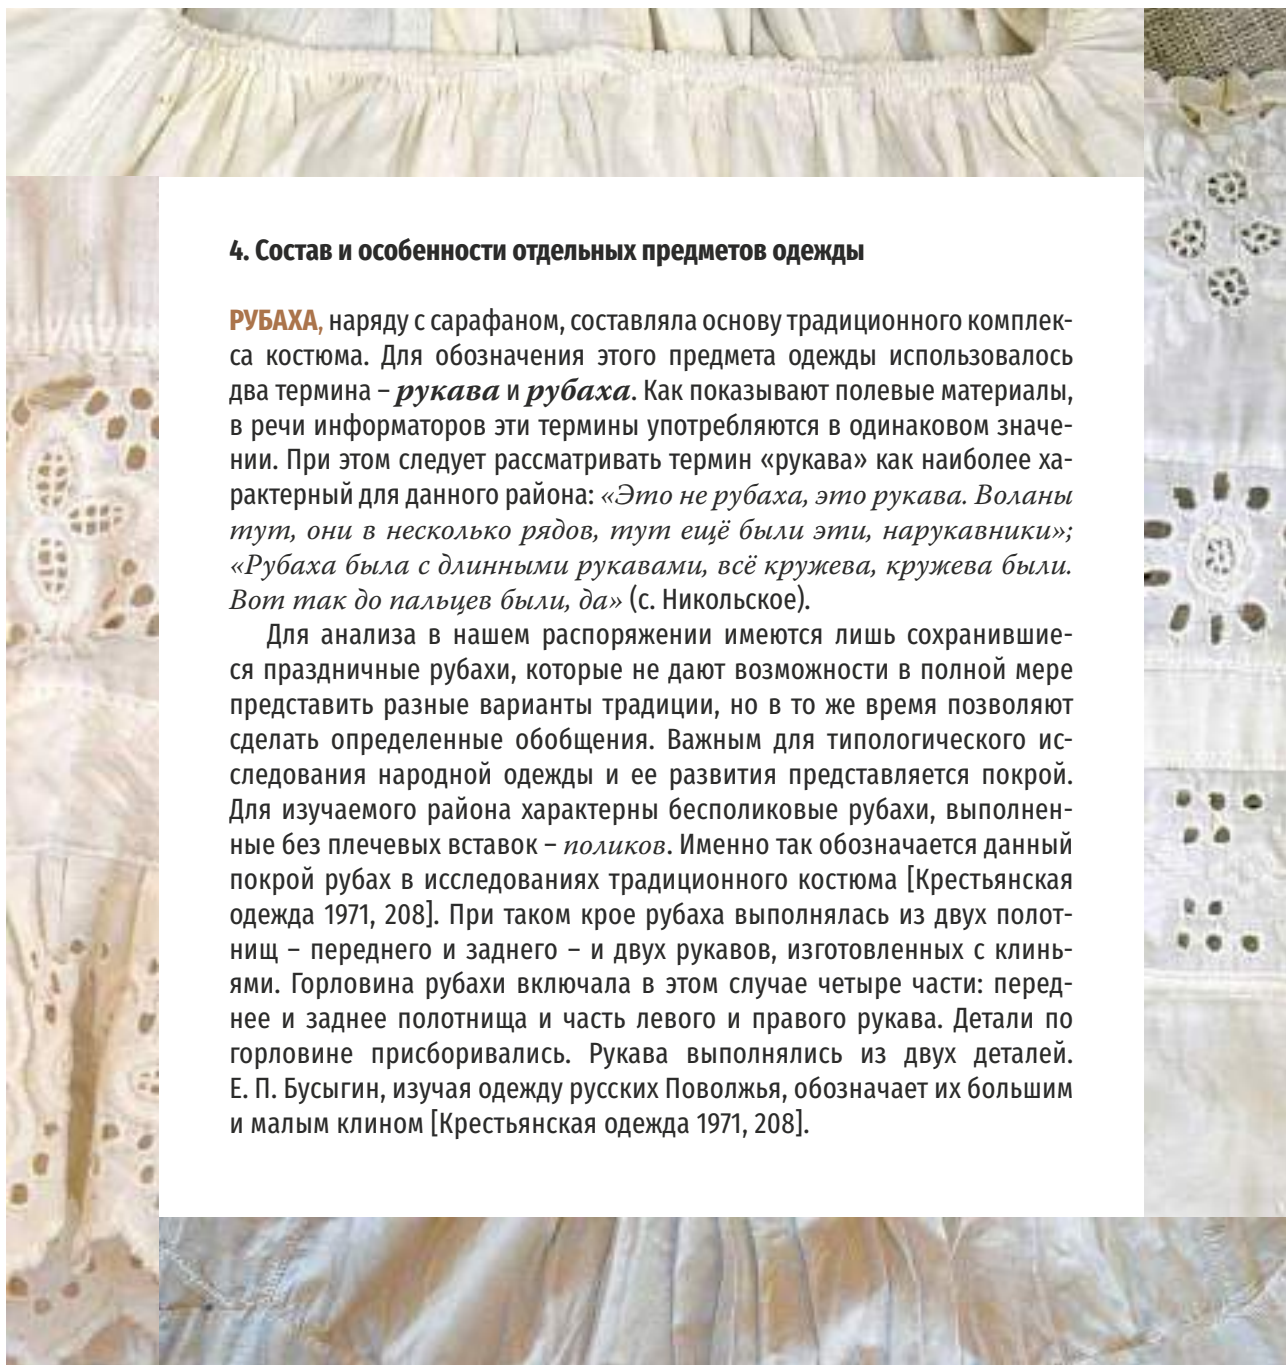 4. Состав и особенности отдельных предметов одежды
РУБАХА, наряду с сарафаном, составляла основу традиционного комплек-
са костюма. Для обозначения этого предмета одежды использовалось
два термина – рукава и рубаха. Как показывают полевые материалы,
в речи информаторов эти термины употребляются в одинаковом значе-
нии. При этом следует рассматривать термин «рукава» как наиболее ха-
рактерный для данного района: «Это не рубаха, это рукава. Воланы
тут, они в несколько рядов, тут ещё были эти, нарукавники»;
«Рубаха была с длинными рукавами, всё кружева, кружева были.
Вот так до пальцев были, да» (с. Никольское).
Для анализа в нашем распоряжении имеются лишь сохранившие-
ся праздничные рубахи, которые не дают возможности в полной мере
представить разные варианты традиции, но в то же время позволяют
сделать определенные обобщения. Важным для типологического ис-
следования народной одежды и ее развития представляется покрой.
Для изучаемого района характерны бесполиковые рубахи, выполнен-
ные без плечевых вставок – поликов. Именно так обозначается данный
покрой рубах в исследованиях традиционного костюма [Крестьянская
одежда 1971, 208]. При таком крое рубаха выполнялась из двух полот-
нищ – переднего и заднего – и двух рукавов, изготовленных с клинь-
ями. Горловина рубахи включала в этом случае четыре части: перед-
нее и заднее полотнища и часть левого и правого рукава. Детали по
горловине присборивались. Рукава выполнялись из двух деталей.
Е. П. Бусыгин, изучая одежду русских Поволжья, обозначает их большим
и малым клином [Крестьянская одежда 1971, 208].